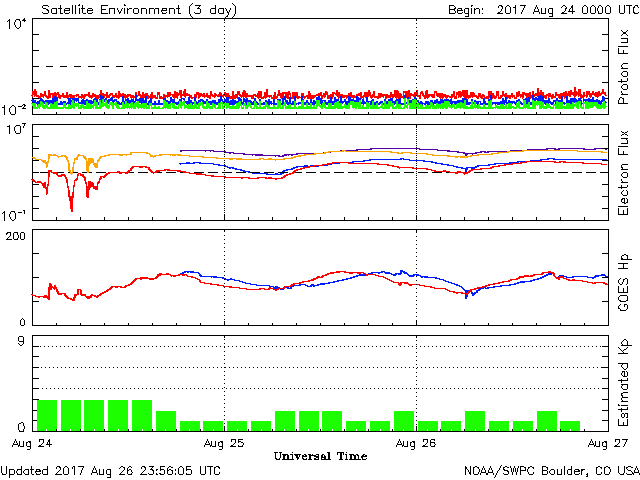 Satellite Environment (3 day) Begin: 2017 Aug 24 0000 UTC
10⁴
10⁻²
Proton Flux
10⁷
10⁻¹
Electron Flux
200
0
GOES Hp
9
0
Estimated Kp
Aug 24 Aug 25 Aug 26 Aug 27
Universal Time
Updated 2017 Aug 26 23:56:05 UTC NOAA/SWPC Boulder, CO USA